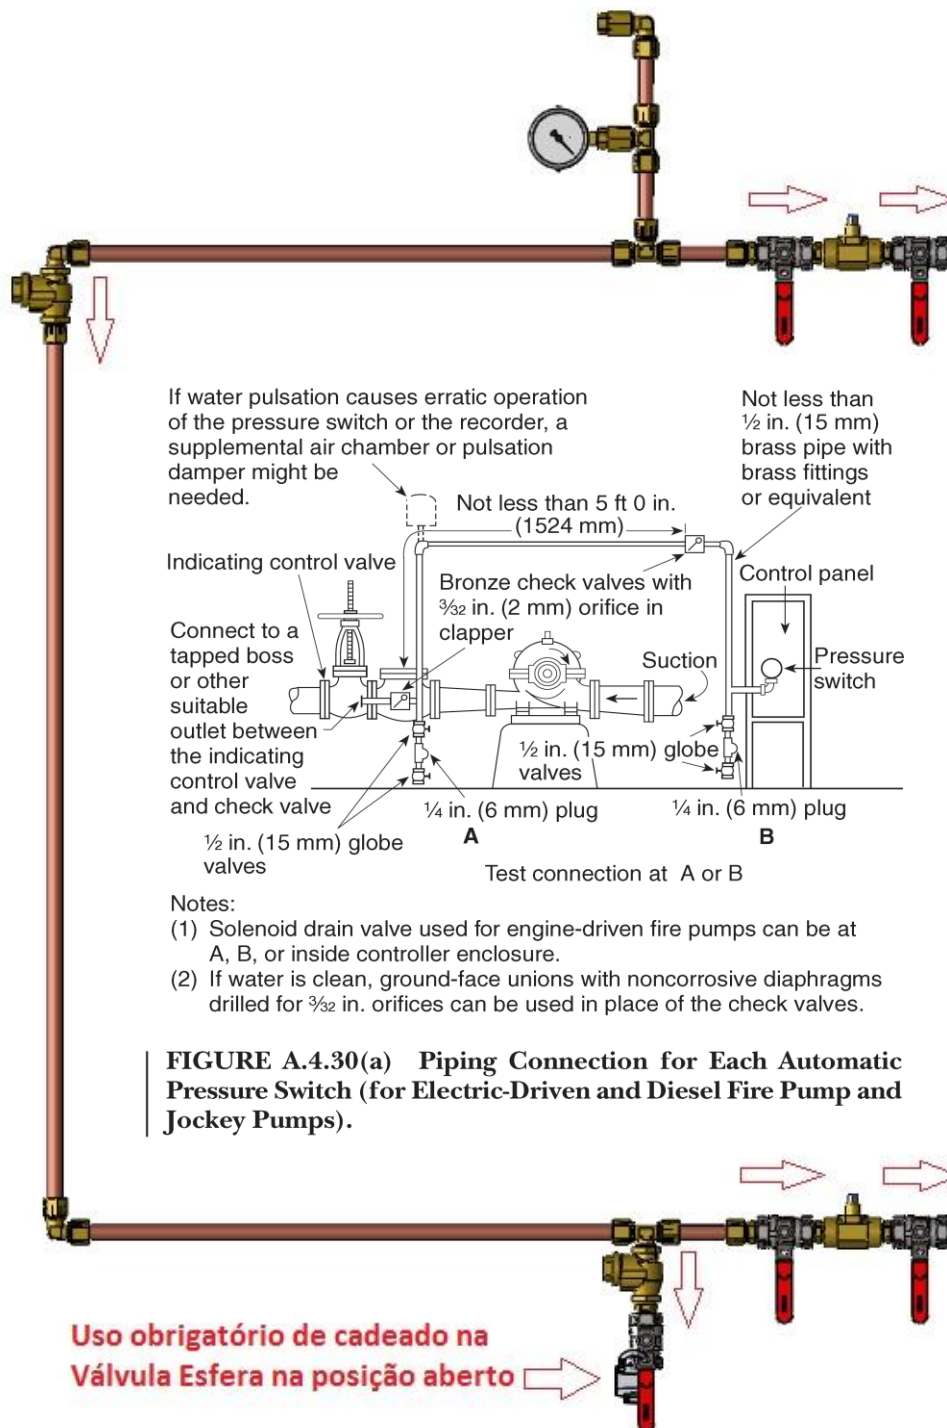 If water pulsation causes erratic operation
of the pressure switch or the recorder, a
supplemental air chamber or pulsation
damper might be
needed.
Not less than
½ in. (15 mm)
brass pipe with
brass fittings
or equivalent
Not less than 5 ft 0 in.
(1524 mm)
Indicating control valve
Bronze check valves with
³⁄₃₂ in. (2 mm) orifice in
clapper
Control panel
Connect to a
tapped boss
or other
suitable
outlet between
the indicating
control valve
and check valve
Suction
Pressure
switch
½ in. (15 mm) globe
valves
¼ in. (6 mm) plug
¼ in. (6 mm) plug
A
B
½ in. (15 mm) globe
valves
Test connection at A or B
Notes:
(1) Solenoid drain valve used for engine-driven fire pumps can be at
A, B, or inside controller enclosure.
(2) If water is clean, ground-face unions with noncorrosive diaphragms
drilled for ³⁄₃₂ in. orifices can be used in place of the check valves.
FIGURE A.4.30(a) Piping Connection for Each Automatic
Pressure Switch (for Electric-Driven and Diesel Fire Pump and
Jockey Pumps).
Uso obrigatório de cadeado na
Válvula Esfera na posição aberto